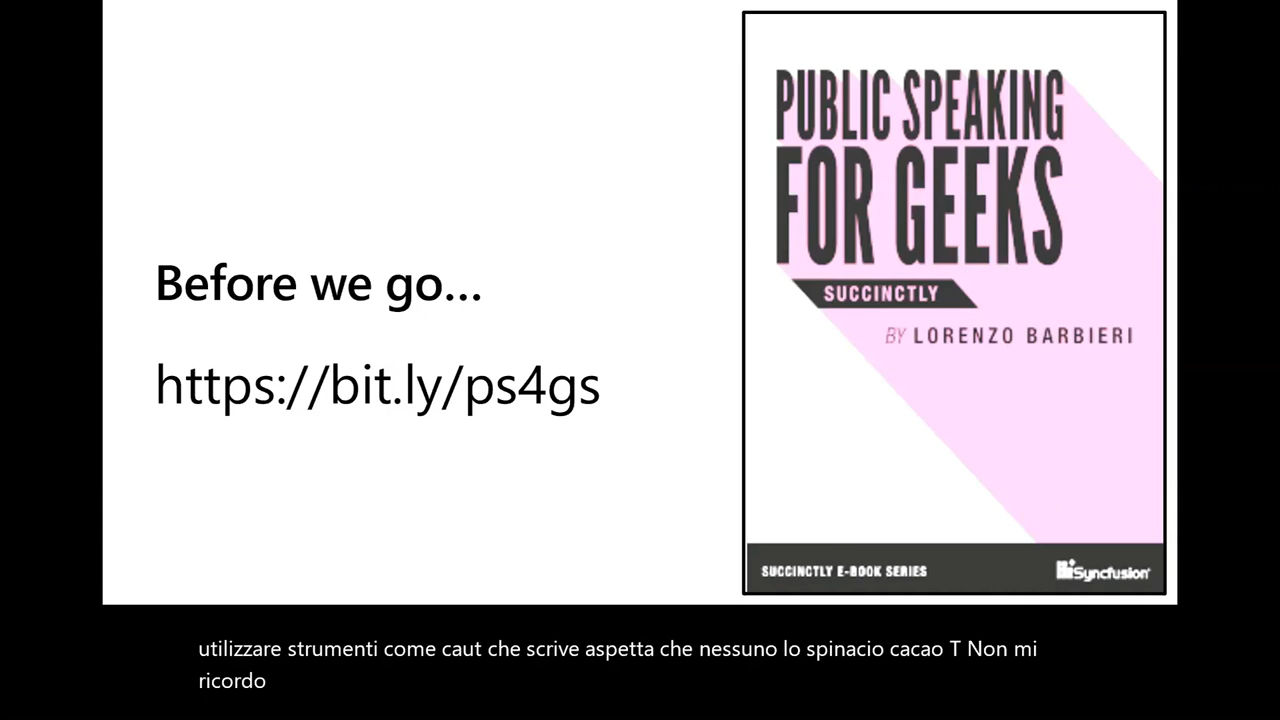 Before we go...
https://bit.ly/ps4gs
PUBLIC SPEAKING
FOR GEEKS
SUCCINCTLY
BY LORENZO BARBIERI
SUCCINCTLY E-BOOK SERIES
Syncfusion
utilizzare strumenti come caut che scrive aspetta che nessuno lo spinacio cacao T Non mi
ricordo